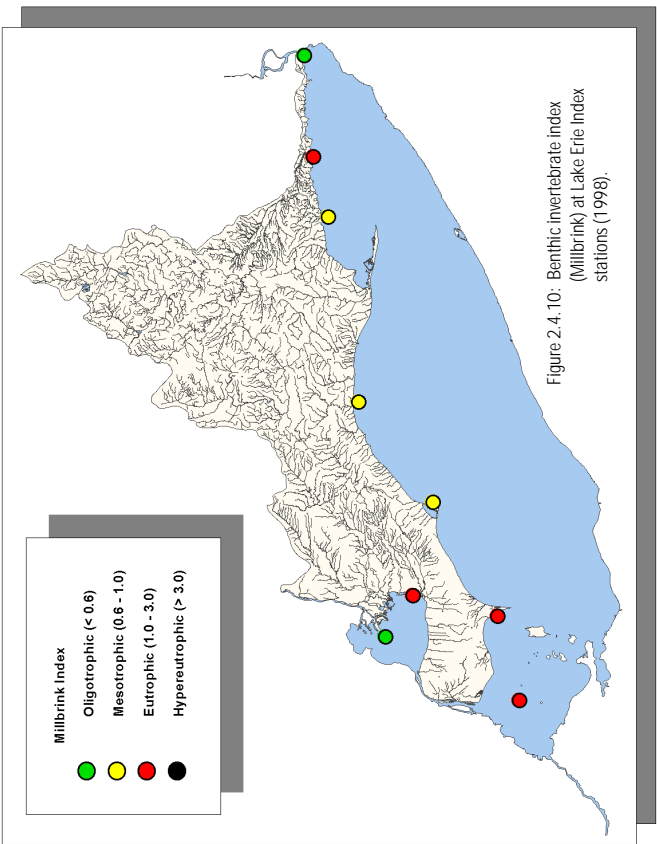 Millbrink Index
Oligotrophic (< 0.6)
Mesotrophic (0.6 - 1.0)
Eutrophic (1.0 - 3.0)
Hypereutrophic (> 3.0)
Figure 2.4.10: Benthic invertebrate index
(Millbrink) at Lake Erie Index
stations (1998).